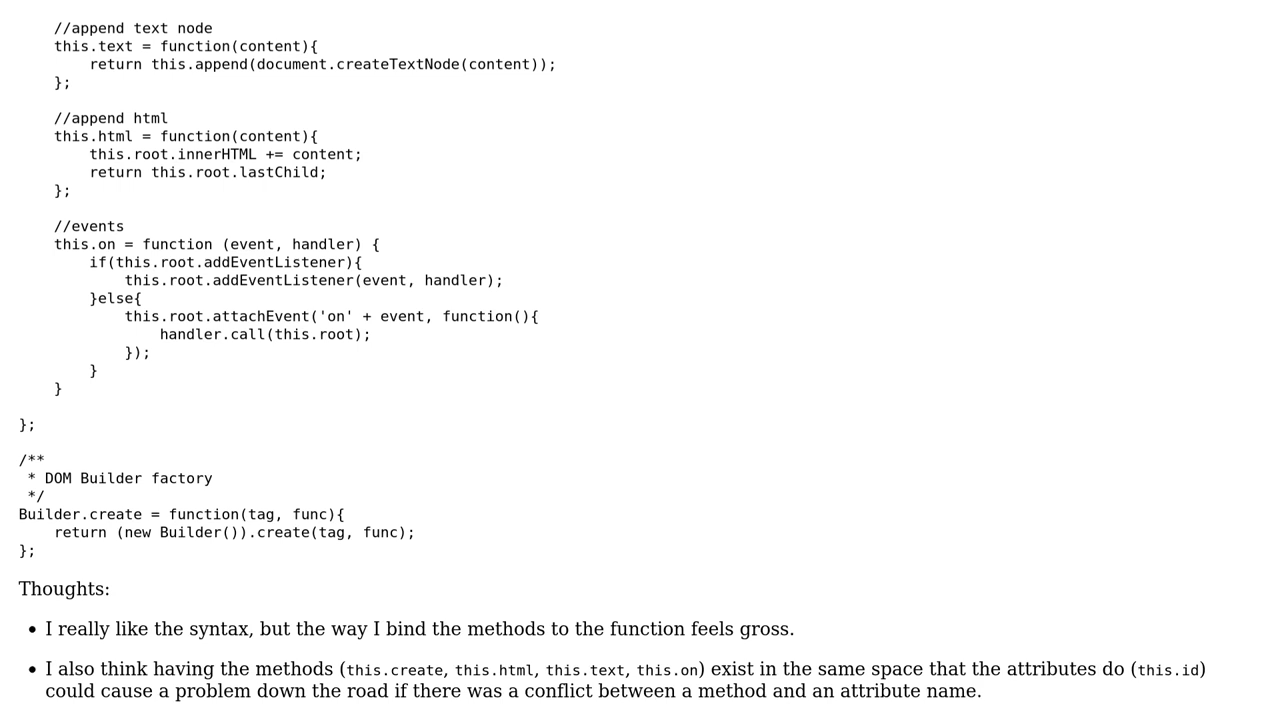 //append text node
this.text = function(content){
return this.append(document.createTextNode(content));
};
//append html
this.html = function(content){
this.root.innerHTML += content;
return this.root.lastChild;
};
//events
this.on = function (event, handler) {
if(this.root.addEventListener){
this.root.addEventListener(event, handler);
}else{
this.root.attachEvent('on' + event, function(){
handler.call(this.root);
});
}
}
};
/**
* DOM Builder factory
*/
Builder.create = function(tag, func){
return (new Builder()).create(tag, func);
};
Thoughts:
• I really like the syntax, but the way I bind the methods to the function feels gross.
• I also think having the methods (this.create, this.html, this.text, this.on) exist in the same space that the attributes do (this.id)
could cause a problem down the road if there was a conflict between a method and an attribute name.